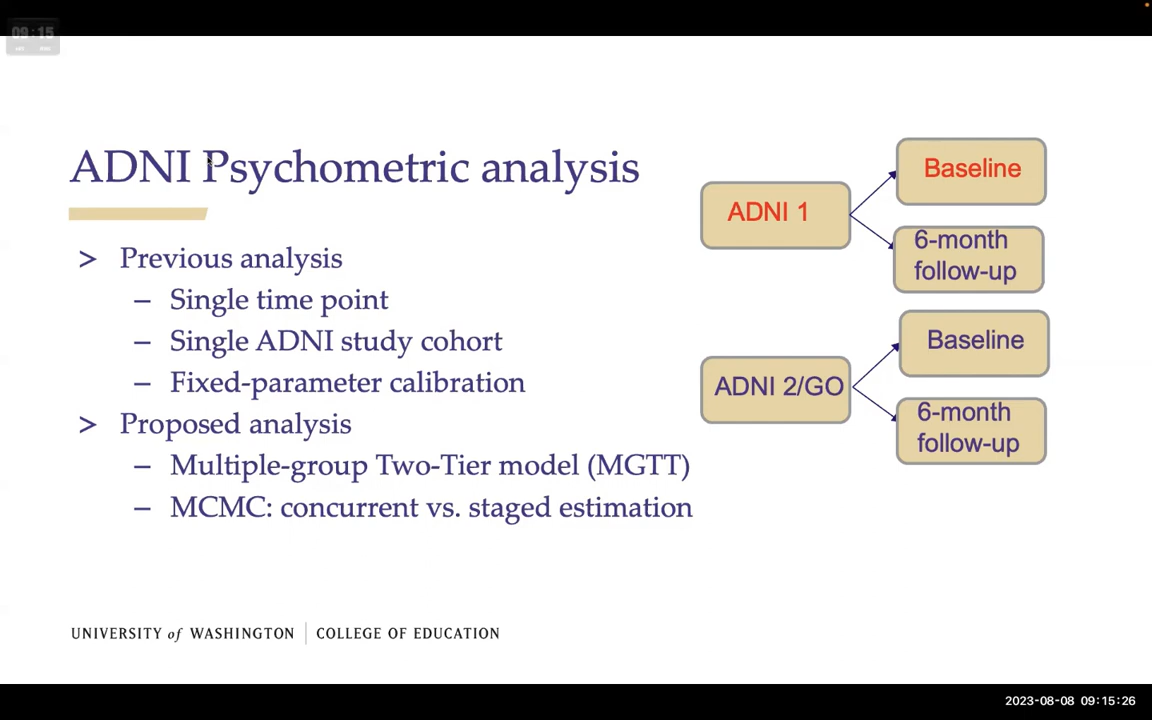 09:15
ADNI Psychometric analysis
> Previous analysis
– Single time point
– Single ADNI study cohort
– Fixed-parameter calibration
> Proposed analysis
– Multiple-group Two-Tier model (MGTT)
– MCMC: concurrent vs. staged estimation
ADNI 1
Baseline
6-month
follow-up
ADNI 2/GO
Baseline
6-month
follow-up
UNIVERSITY of WASHINGTON | COLLEGE OF EDUCATION
2023-08-08 09:15:26